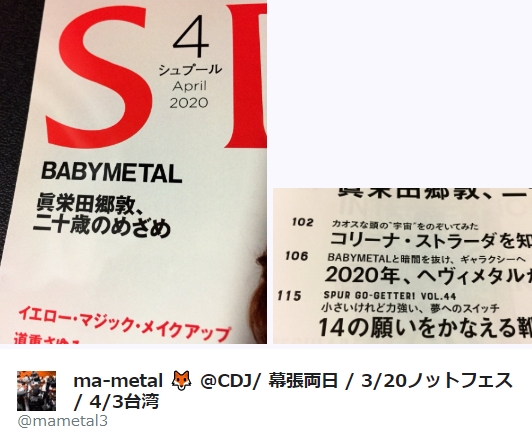 S
4
シュプール
April
2020
BABYMETAL
眞栄田郷敦、
二十歳のめざめ
イエロー・マジック・メイクアップ
102
カオスな頭の“宇宙”をのぞいてみた
コリーナ・ストラーダを知
106
BABYMETALと暗闇を抜け、ギャラクシーへ
2020年、ヘヴィメタルが
115
SPUR GO-GETTER! VOL.44
小さいけれど力強い、夢へのスイッチ
14の願いをかなえる靴
ma-metal 🦊 @CDJ/ 幕張両日 / 3/20ノットフェス
/ 4/3台湾
@mametal3